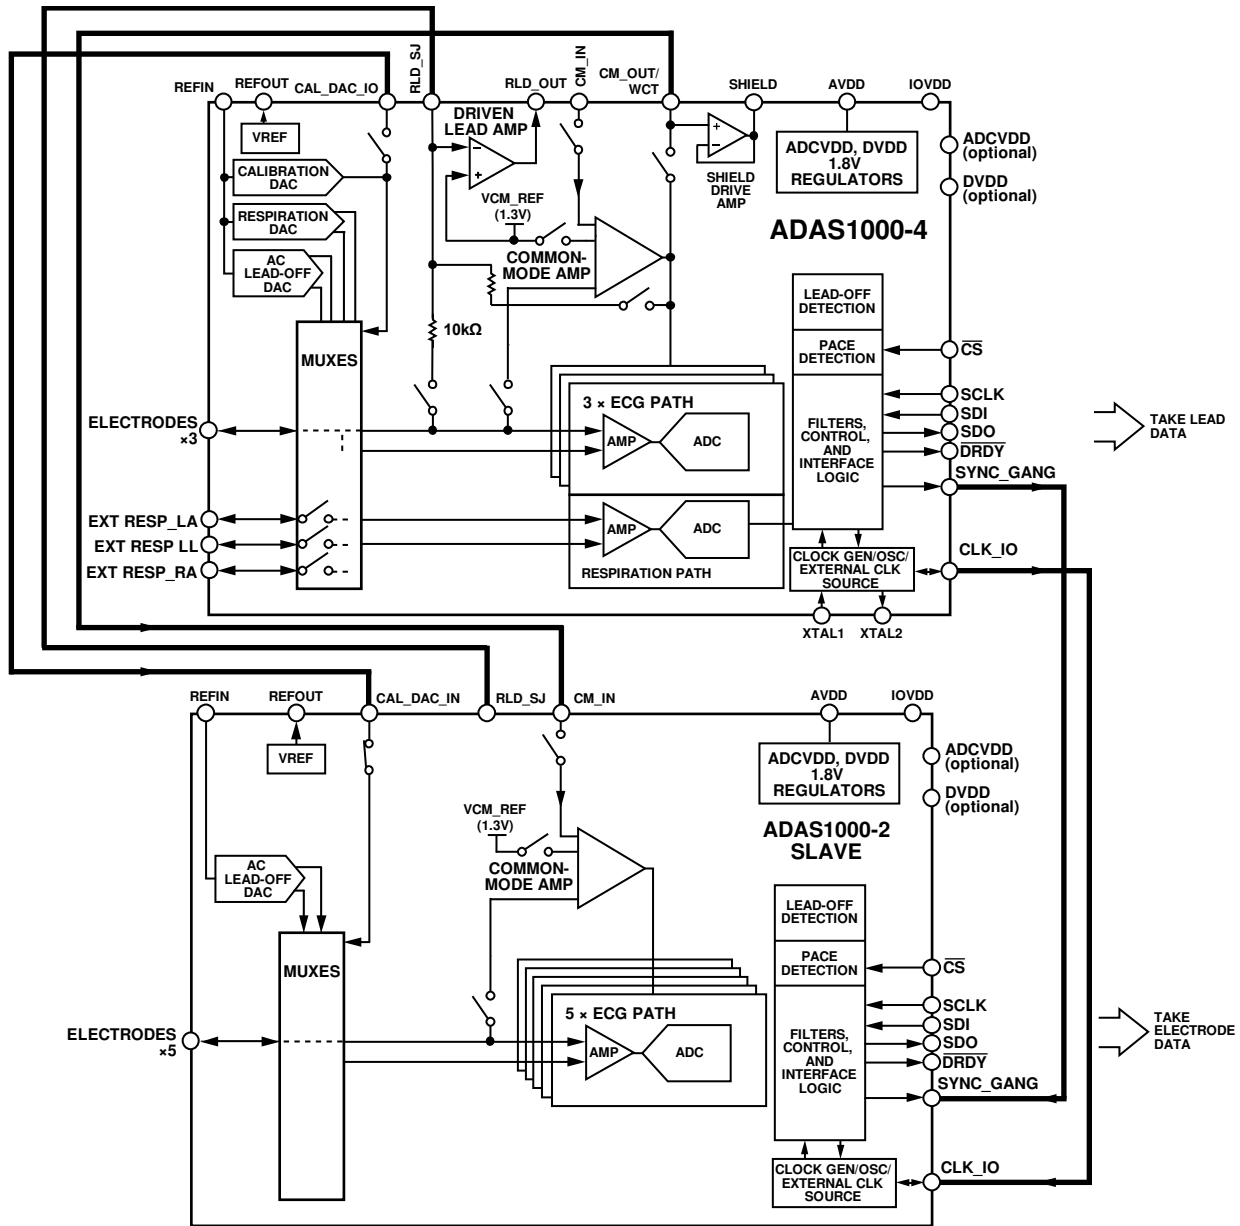 REFIN
REFOUT
CAL_DAC_IO
RLD_SJ
RLD_OUT
CM_IN
CM_OUT/
WCT
SHIELD
AVDD
IOVDD
VREF
DRIVEN
LEAD AMP
–
+
+
–
SHIELD
DRIVE
AMP
ADCVDD, DVDD
1.8V
REGULATORS
ADCVDD
(optional)
DVDD
(optional)
CALIBRATION
DAC
RESPIRATION
DAC
AC
LEAD-OFF
DAC
VCM_REF
(1.3V)
COMMON-
MODE AMP
ADAS1000-4
10kΩ
MUXES
LEAD-OFF
DETECTION
PACE
DETECTION
FILTERS,
CONTROL,
AND
INTERFACE
LOGIC
CS
SCLK
SDI
SDO
DRDY
SYNC_GANG
TAKE LEAD
DATA
ELECTRODES
×3
3 × ECG PATH
AMP
ADC
EXT RESP_LA
EXT RESP LL
EXT RESP_RA
AMP
ADC
RESPIRATION PATH
CLOCK GEN/OSC/
EXTERNAL CLK
SOURCE
CLK_IO
XTAL1
XTAL2
REFIN
REFOUT
CAL_DAC_IN
RLD_SJ
CM_IN
AVDD
IOVDD
VREF
ADCVDD, DVDD
1.8V
REGULATORS
ADCVDD
(optional)
DVDD
(optional)
VCM_REF
(1.3V)
COMMON-
MODE AMP
ADAS1000-2
SLAVE
AC
LEAD-OFF
DAC
MUXES
LEAD-OFF
DETECTION
PACE
DETECTION
FILTERS,
CONTROL,
AND
INTERFACE
LOGIC
CS
SCLK
SDI
SDO
DRDY
SYNC_GANG
TAKE
ELECTRODE
DATA
ELECTRODES
×5
5 × ECG PATH
AMP
ADC
CLOCK GEN/OSC/
EXTERNAL CLK
SOURCE
CLK_IO